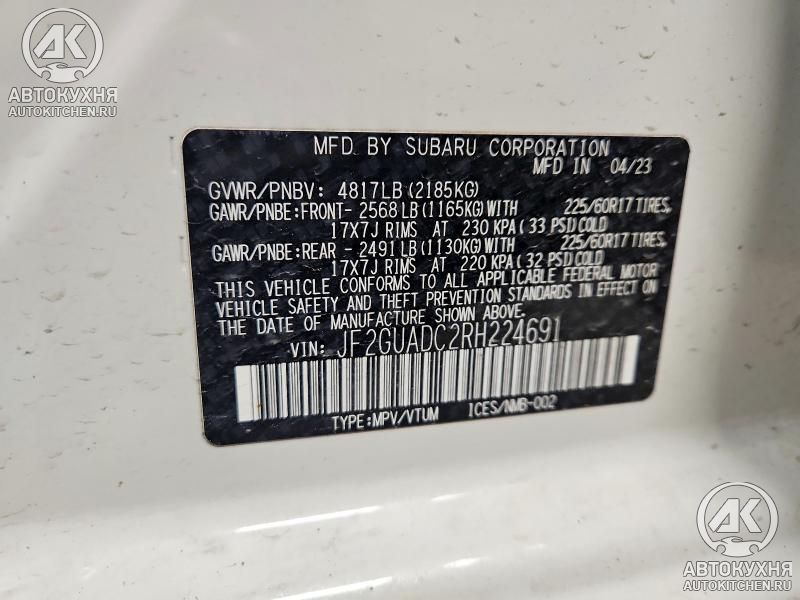 АК
АВТОКУХНЯ
AUTOKITCHEN.RU
MFD. BY SUBARU CORPORATION
MFD IN 04/23
GVWR/PNBV: 4817LB (2185KG)
GAWR/PNBE:FRONT- 2568 LB (1165KG) WITH 225/60R17 TIRES,
17X7J RIMS AT 230 KPA ( 33 PSI) COLD
GAWR/PNBE:REAR - 2491 LB (1130KG) WITH 225/60R17 TIRES,
17X7J RIMS AT 220 KPA ( 32 PSI) COLD
THIS VEHICLE CONFORMS TO ALL APPLICABLE FEDERAL MOTOR
VEHICLE SAFETY AND THEFT PREVENTION STANDARDS IN EFFECT ON
THE DATE OF MANUFACTURE SHOWN ABOVE.
VIN: JF2GUADC2RH224691
TYPE:MPV/VTUM ICES/NMB-002
АК
АВТОКУХНЯ
AUTOKITCHEN.RU